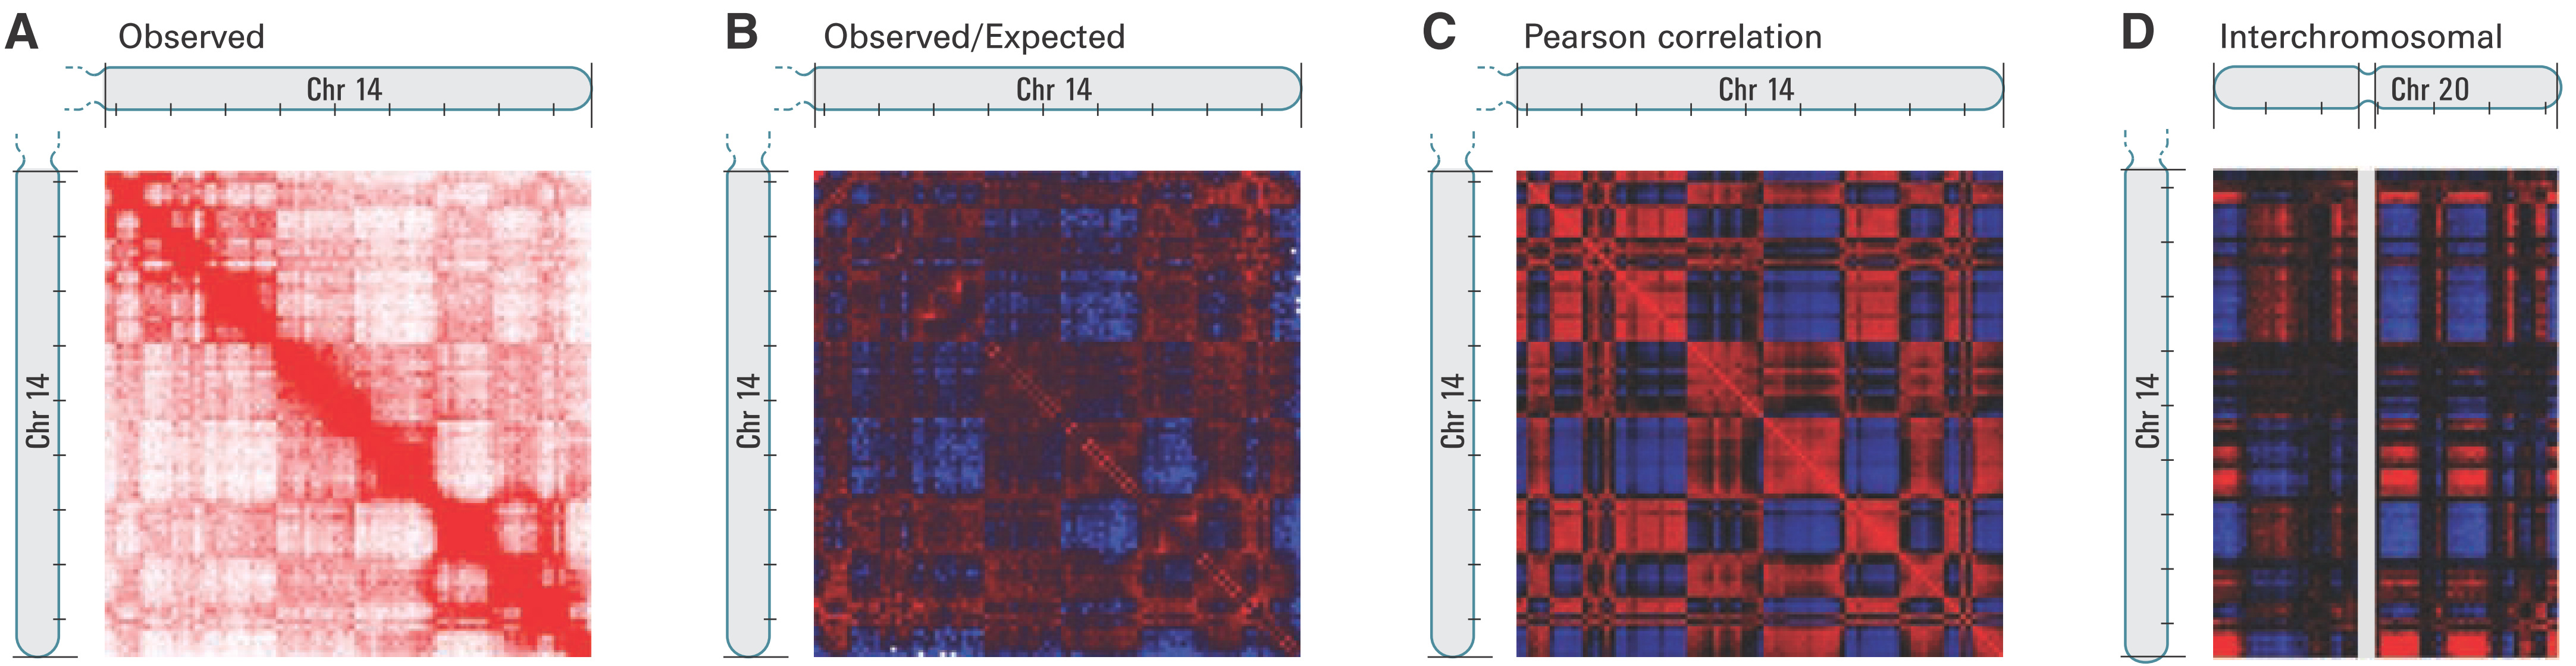 A Observed
Chr 14
Chr 14
B Observed/Expected
Chr 14
Chr 14
C Pearson correlation
Chr 14
Chr 14
D Interchromosomal
Chr 20
Chr 14